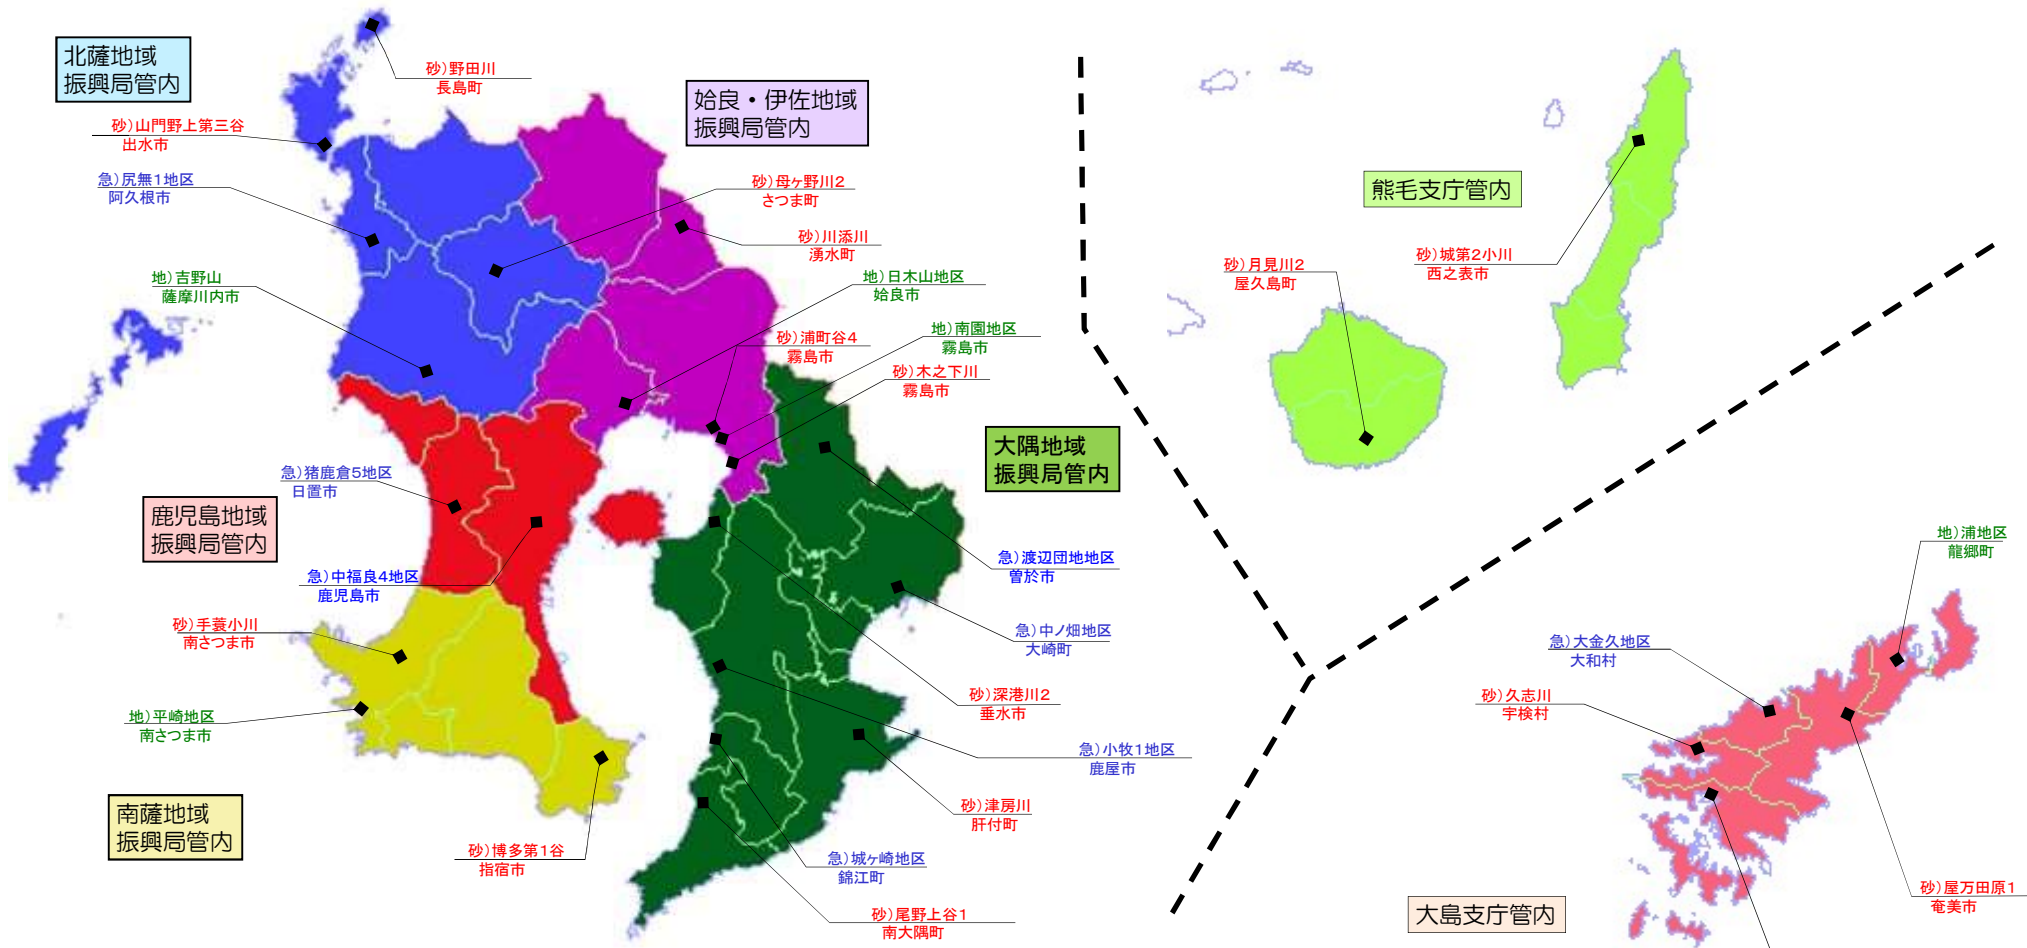 北薩地域
振興局管内
砂)野田川
長島町
砂)山門野上第三谷
出水市
急)尻無1地区
阿久根市
地)吉野山
薩摩川内市
姶良・伊佐地域
振興局管内
砂)母ヶ野川2
さつま町
砂)川添川
湧水町
地)日木山地区
姶良市
地)南園地区
霧島市
砂)浦町谷4
霧島市
砂)木之下川
霧島市
大隅地域
振興局管内
急)猪鹿倉5地区
日置市
鹿児島地域
振興局管内
急)中福良4地区
鹿児島市
砂)手蓑小川
南さつま市
地)平崎地区
南さつま市
南薩地域
振興局管内
砂)博多第1谷
指宿市
急)渡辺団地地区
曽於市
急)中ノ畑地区
大崎町
砂)深港川2
垂水市
急)小牧1地区
鹿屋市
砂)津房川
肝付町
急)城ヶ崎地区
錦江町
砂)尾野上谷1
南大隅町
熊毛支庁管内
砂)城第2小川
西之表市
砂)月見川2
屋久島町
地)浦地区
龍郷町
急)大金久地区
大和村
砂)久志川
宇検村
砂)屋万田原1
奄美市
大島支庁管内